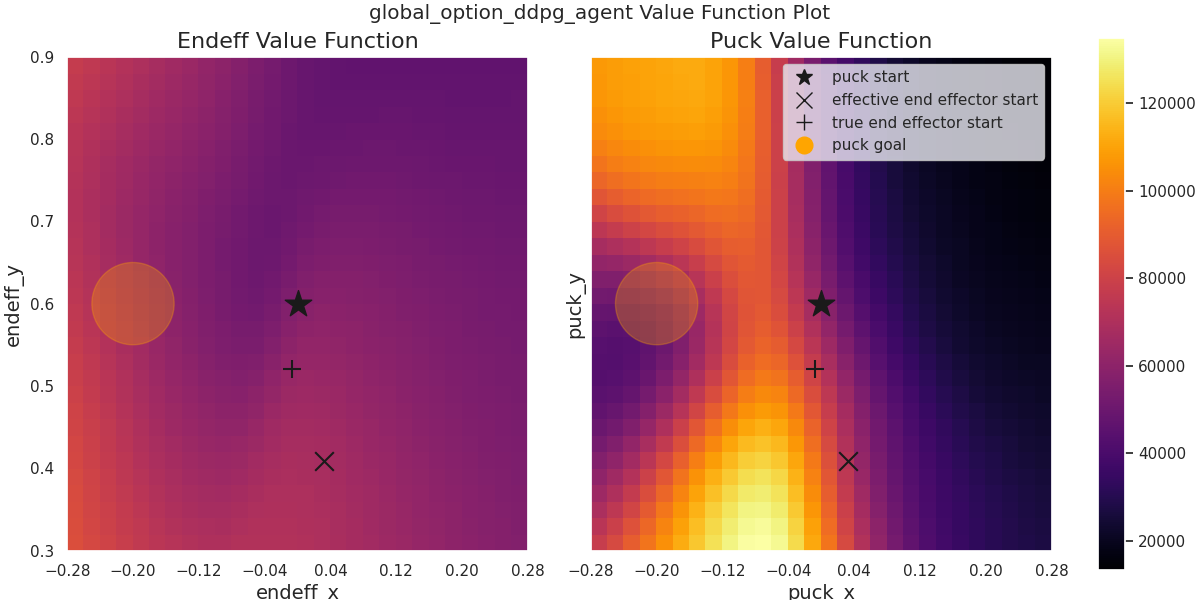 global_option_ddpg_agent Value Function Plot
Endeff Value Function
Puck Value Function
endeff_y
0.9
0.8
0.7
0.6
0.5
0.4
0.3
−0.28 −0.20 −0.12 −0.04 0.04 0.12 0.20 0.28
endeff_x
puck_y
puck start
effective end effector start
true end effector start
puck goal
−0.28 −0.20 −0.12 −0.04 0.04 0.12 0.20 0.28
puck_x
120000
100000
80000
60000
40000
20000